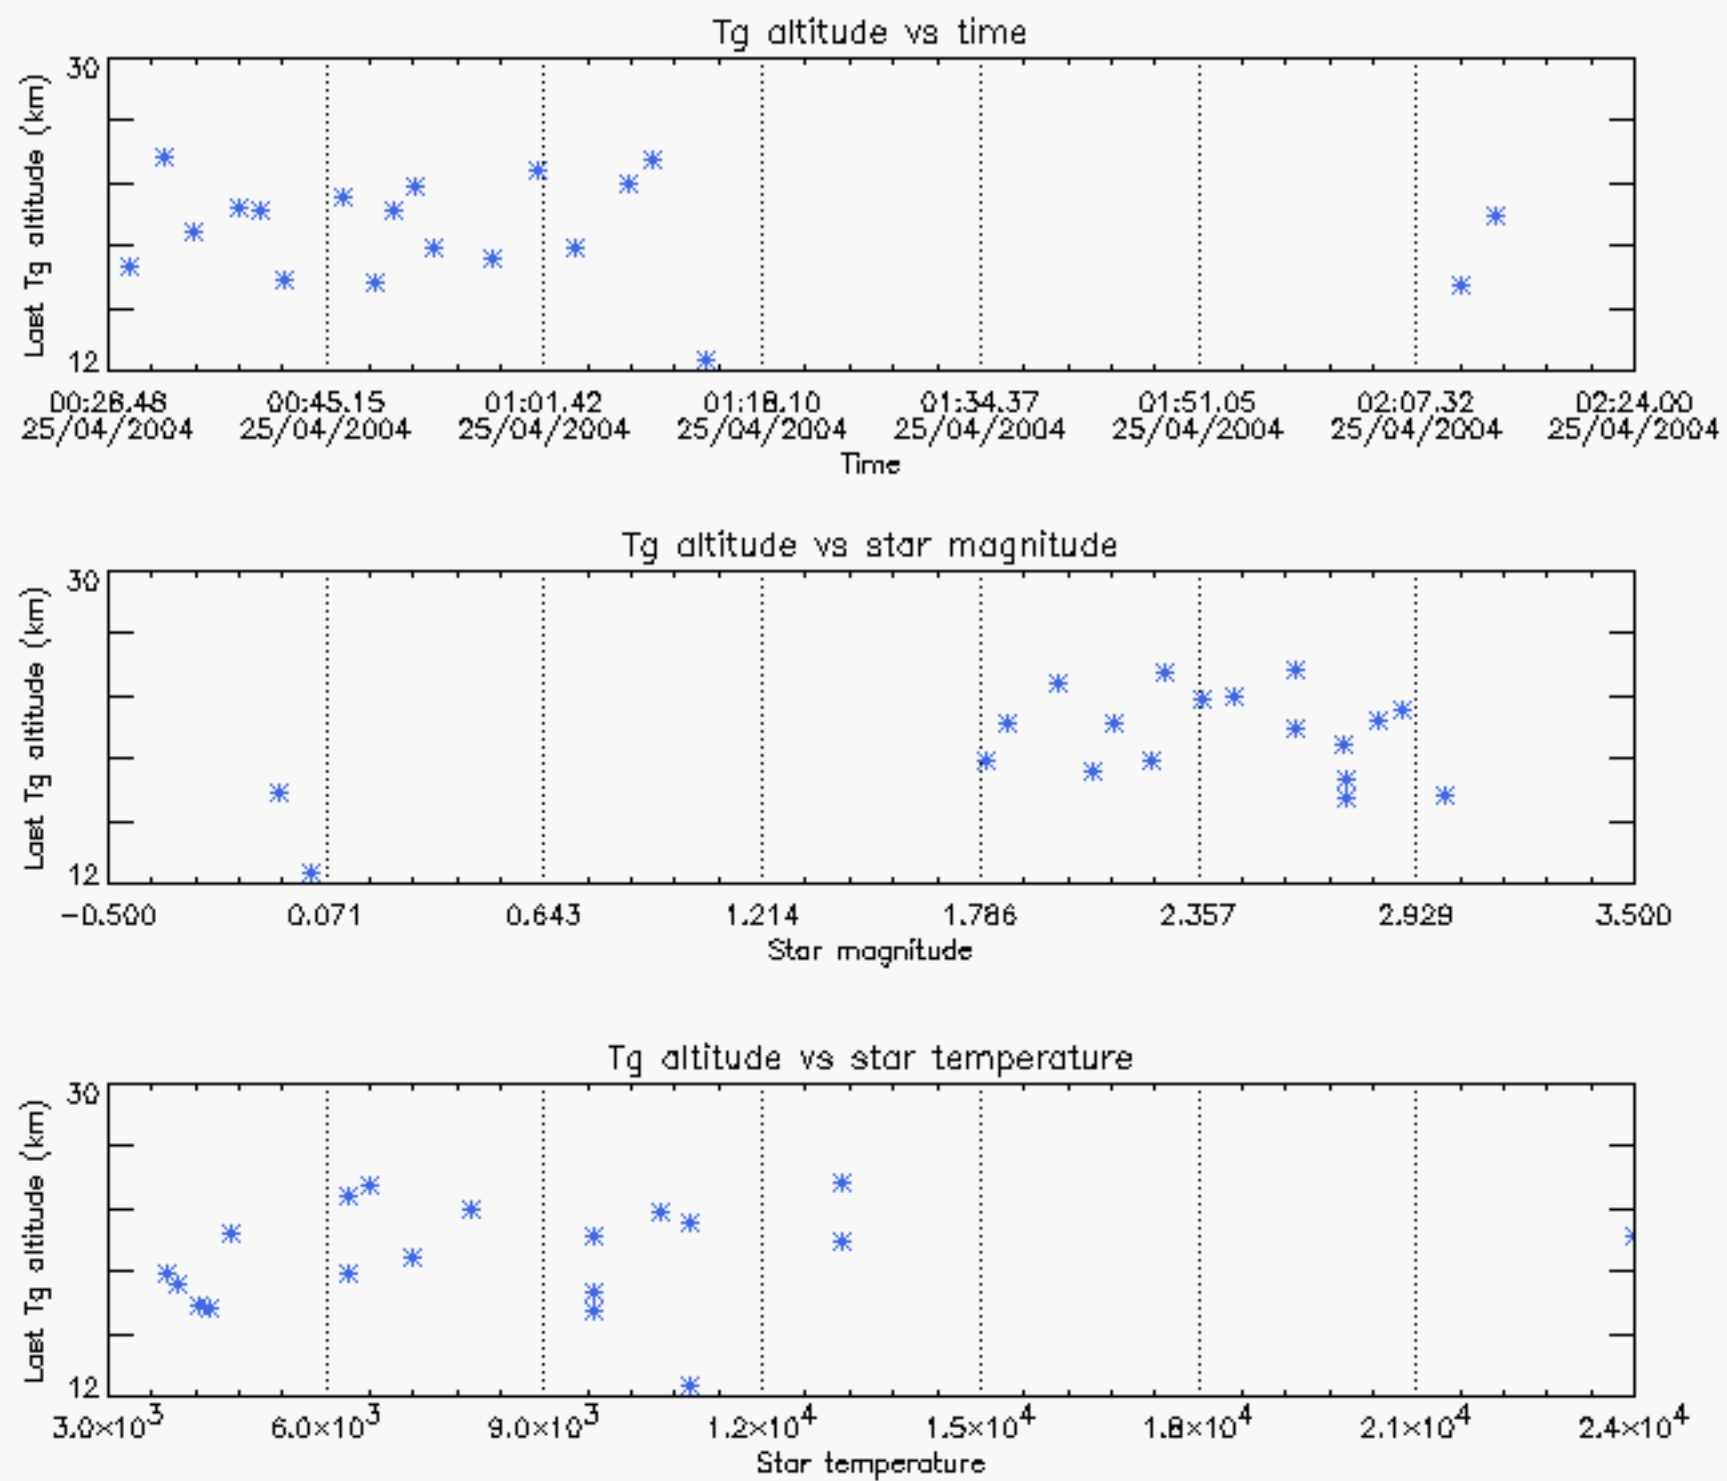 Tg altitude vs time
Last Tg altitude (km)
30
12
00:28.48 00:45.15 01:01.42 01:18.10 01:34.37 01:51.05 02:07.32 02:24.00
25/04/2004 25/04/2004 25/04/2004 25/04/2004 25/04/2004 25/04/2004 25/04/2004 25/04/2004
Time
Tg altitude vs star magnitude
Last Tg altitude (km)
30
12
-0.500 0.071 0.643 1.214 1.786 2.357 2.929 3.500
Star magnitude
Tg altitude vs star temperature
Last Tg altitude (km)
30
12
3.0×10³ 6.0×10³ 9.0×10³ 1.2×10⁴ 1.5×10⁴ 1.8×10⁴ 2.1×10⁴ 2.4×10⁴
Star temperature